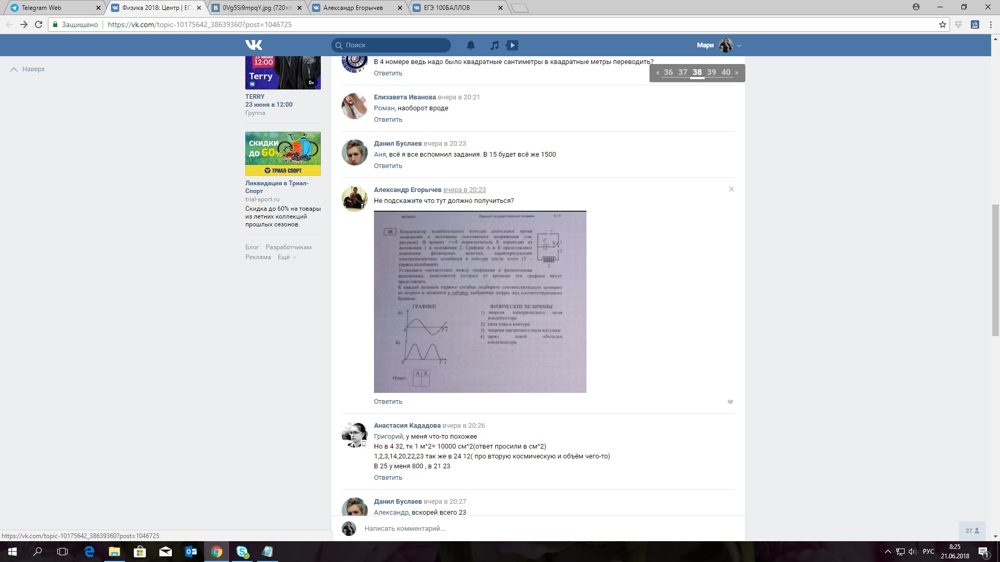 Telegram Web
Физика 2018: Центр | ЕГЭ
0Vg5Si9mpqY.jpg (720×6
Александр Егорычев
ЕГЭ 100БАЛЛОВ
Защищено
https://vk.com/topic-10175642_38639360?post=1046725
Поиск
Мари
Наверх
23 ИЮНЯ
12:00
Terry
0+
TERRY
23 июня в 12:00
Группа
СКИДКИ
ДО 60%
ТРИАЛ-СПОРТ
Ликвидация в Триал-
Спорт
trial-sport.ru
Скидка до 60% на товары
из летних коллекций
прошлых сезонов.
Блог Разработчикам
Реклама Ещё
В 4 номере ведь надо было квадратные сантиметры в квадратные метры переводить?
Ответить
« 36 37 38 39 40 »
Елизавета Иванова вчера в 20:21
Роман, наоборот вроде
Ответить
Данил Буслаев вчера в 20:23
Аня, всё я все вспомнил задания. В 15 будет всё же 1500
Ответить
Александр Егорычев вчера в 20:23
Не подскажите что тут должно получиться?
ФИЗИКА Единый государственный экзамен 6 / 9
18 Конденсатор колебательного контура длительное время
подключён к источнику постоянного напряжения (см.
рисунок). В момент t=0 переключатель К переводят из
положения 1 в положение 2. Графики А и Б представляют
изменения физических величин, характеризующих
электромагнитные колебания в контуре после этого (T –
период колебаний).
– +
C
K 1
2
L
Установите соответствие между графиками и физическими
величинами, зависимости которых от времени эти графики могут
представлять.
К каждой позиции первого столбца подберите соответствующую позицию
из второго и запишите в таблицу выбранные цифры под соответствующими
буквами.
ГРАФИКИ
А)
0 T t
Б)
0 T t
ФИЗИЧЕСКИЕ ВЕЛИЧИНЫ
1) энергия электрического поля
конденсатора
2) сила тока в контуре
3) энергия магнитного поля катушки
4) заряд левой обкладки
конденсатора
Ответ: А Б
Ответить
Анастасия Кададова вчера в 20:26
Григорий, у меня что-то похожее
Но в 4 32, тк 1 м^2= 10000 см^2(ответ просили в см^2)
1,2,3,14,20,22,23 так же в 24 12( про вторую космическую и объём чего-то)
В 25 у меня 800 , в 21 23
Ответить
Данил Буслаев вчера в 20:27
Александр, вскорей всего 23
Написать комментарий...
27
https://vk.com/topic-10175642_38639360?post=1046725
РУС
8:25
21.06.2018
1